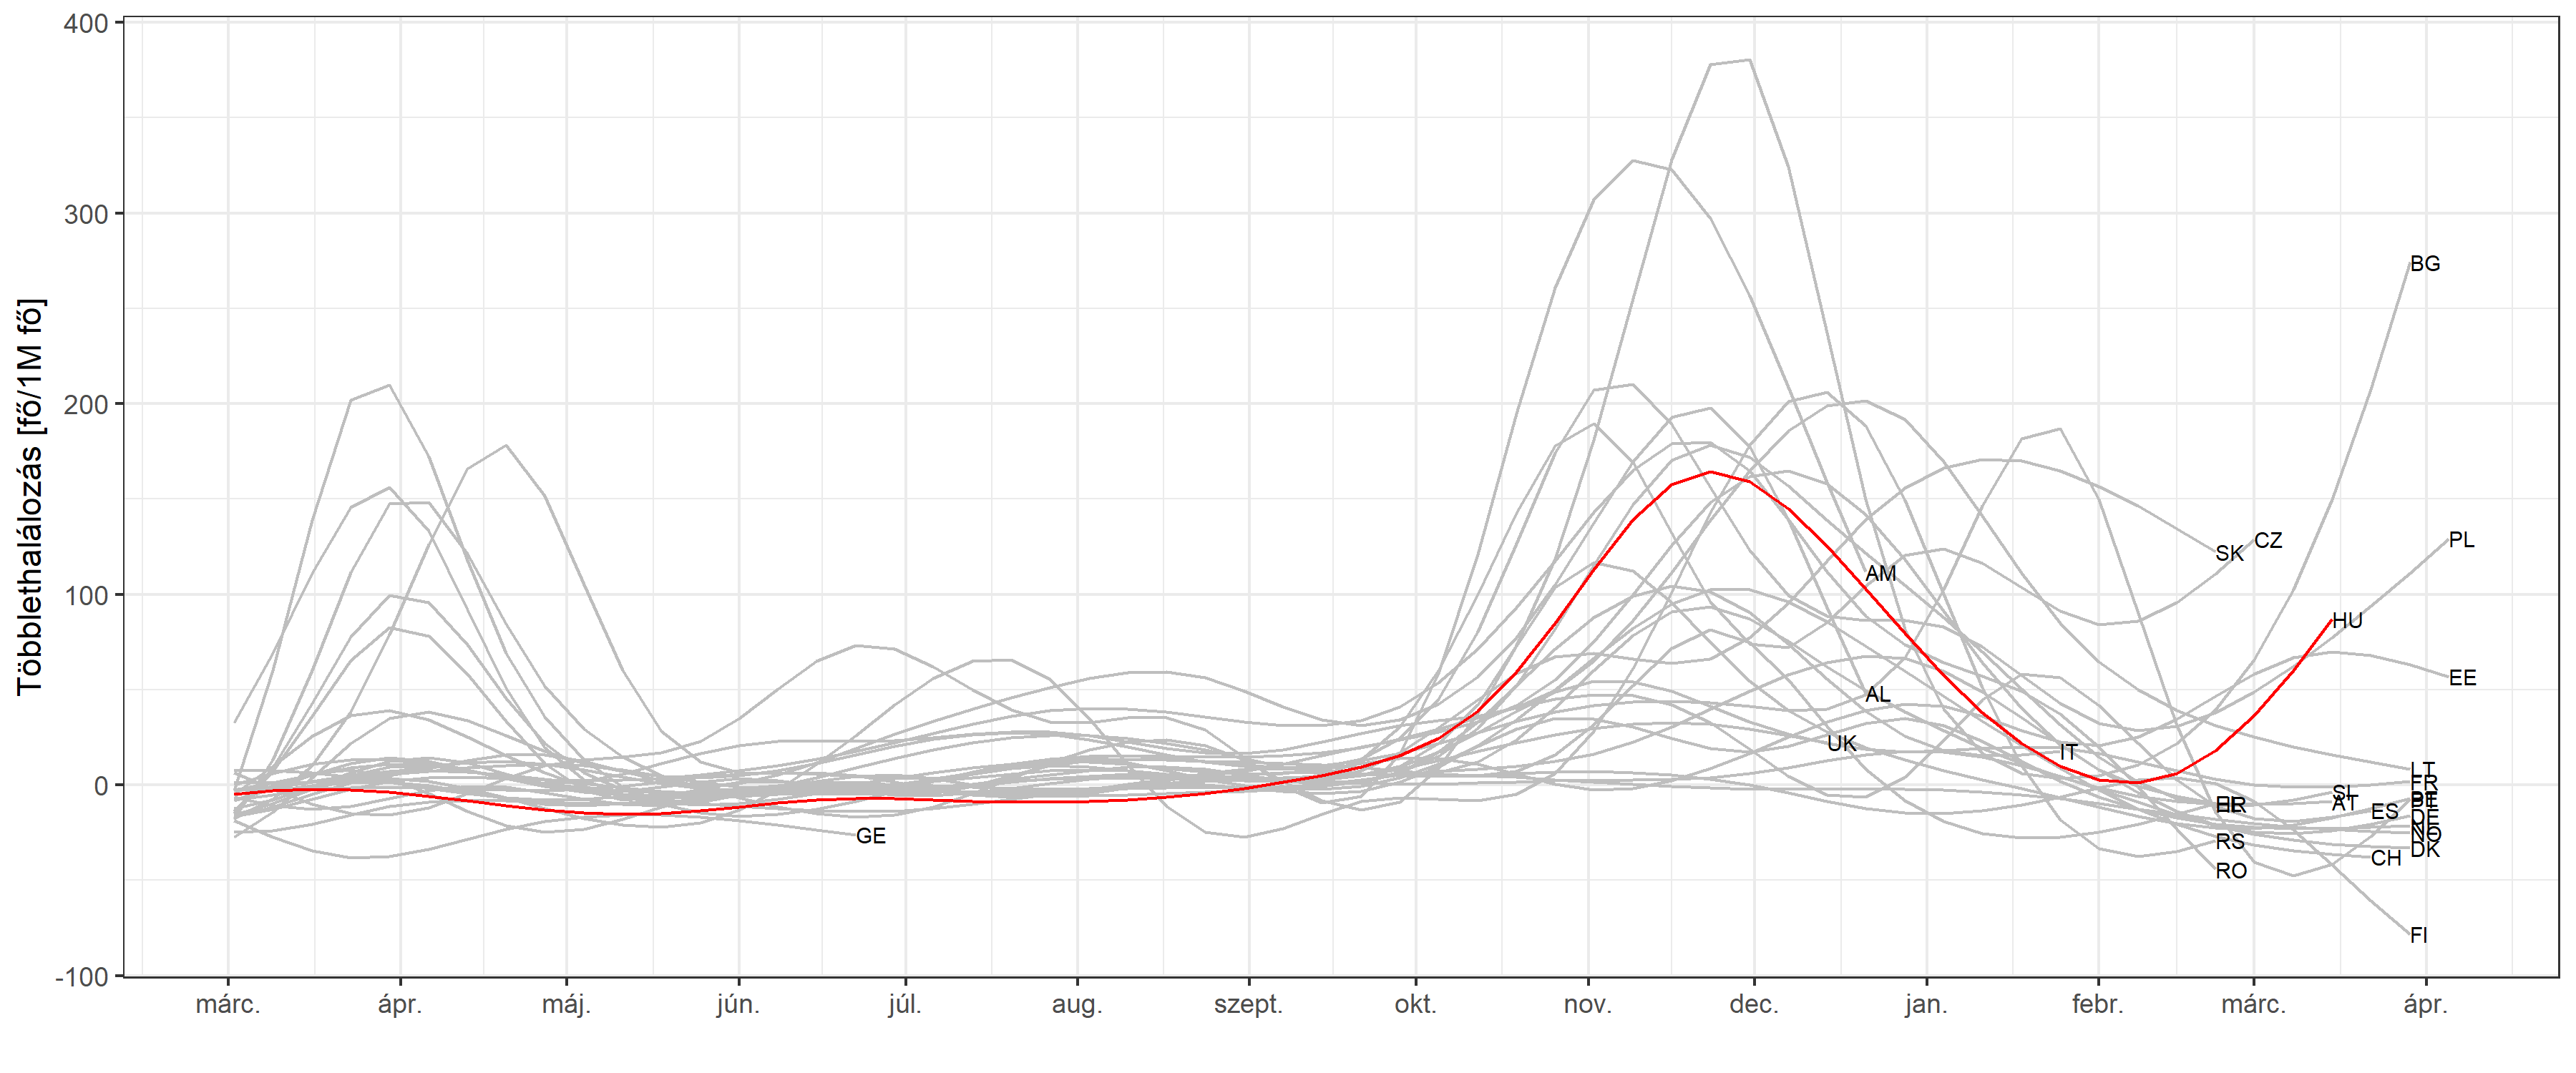 Többlethalálozás [fő/1M fő]
400
300
200
100
0
-100
BG
SK
CZ
PL
AM
HU
EE
AL
UK
IT
LT
FR
SI
AT
ES
GE
RS
DE
NO
DK
CH
RO
FI
márc.
ápr.
máj.
jún.
júl.
aug.
szept.
okt.
nov.
dec.
jan.
febr.
márc.
ápr.